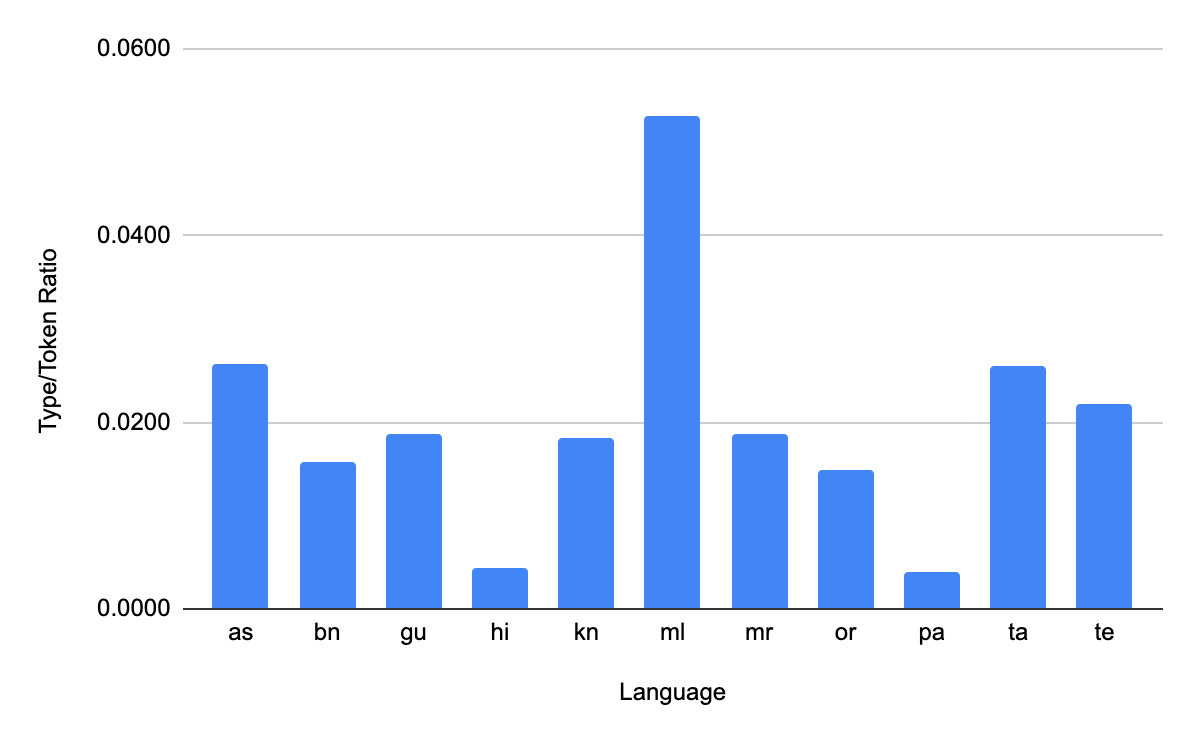 0.0600
0.0400
0.0200
0.0000
Type/Token Ratio
as bn gu hi kn ml mr or pa ta te
Language